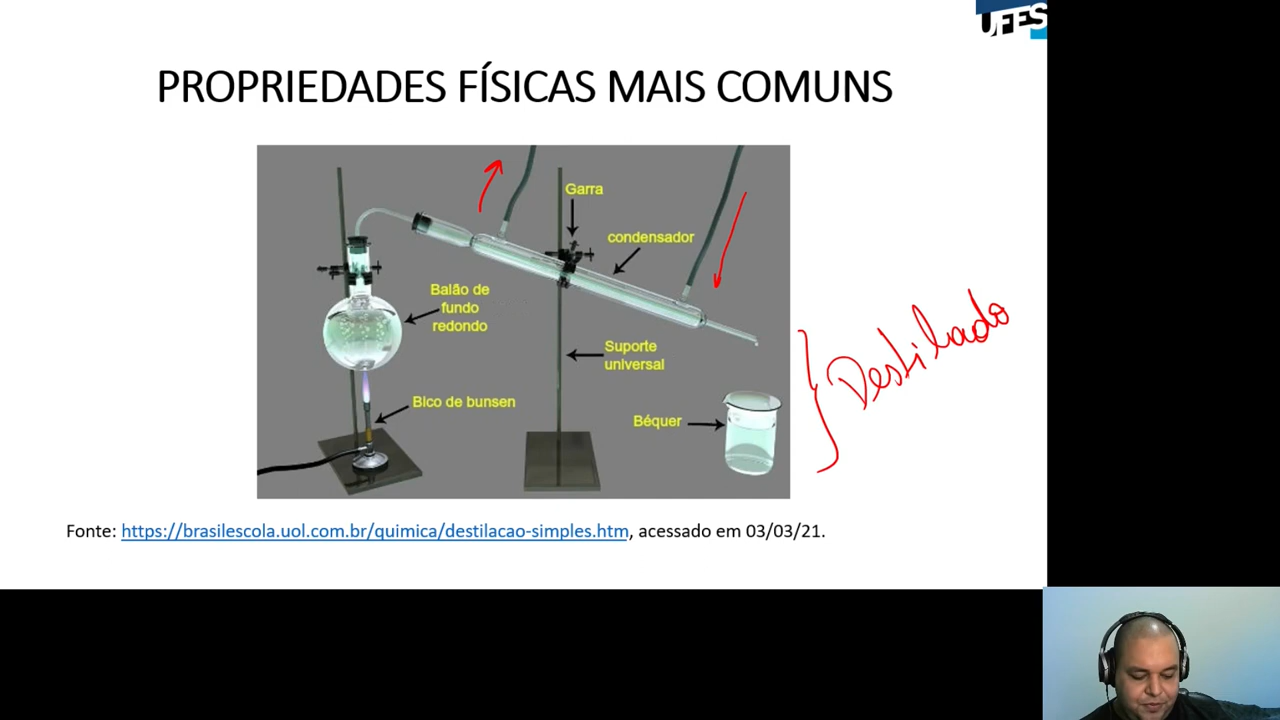 UFES
PROPRIEDADES FÍSICAS MAIS COMUNS
Garra
condensador
Balão de
fundo
redondo
Suporte
universal
Bico de bunsen
Béquer
Destilado
Fonte: https://brasilescola.uol.com.br/quimica/destilacao-simples.htm, acessado em 03/03/21.